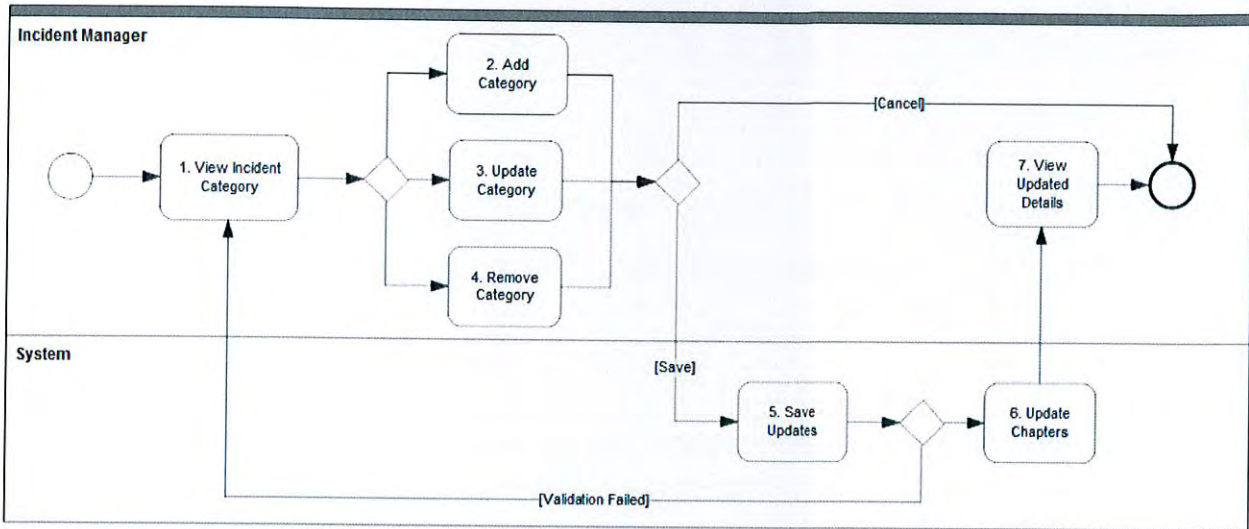 Incident Manager
1. View Incident
Category
2. Add
Category
3. Update
Category
4. Remove
Category
[Cancel]
7. View
Updated
Details
System
[Save]
5. Save
Updates
6. Update
Chapters
[Validation Failed]